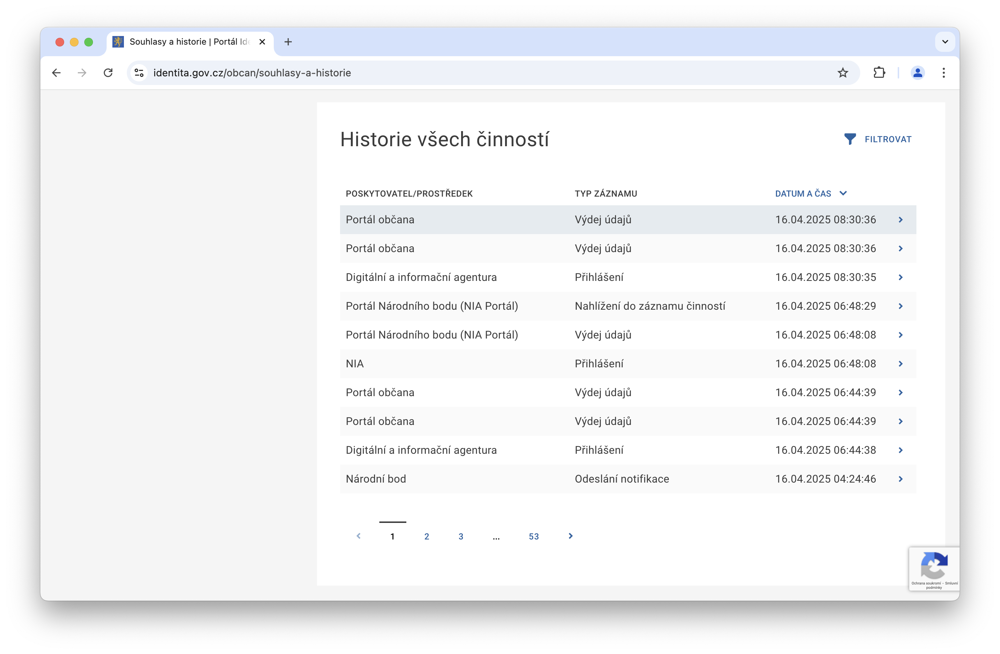 Souhlasy a historie | Portál Ide
identita.gov.cz/obcan/souhlasy-a-historie
Historie všech činností
FILTROVAT
POSKYTOVATEL/PROSTŘEDEK TYP ZÁZNAMU DATUM A ČAS
Portál občana Výdej údajů 16.04.2025 08:30:36
Portál občana Výdej údajů 16.04.2025 08:30:36
Digitální a informační agentura Přihlášení 16.04.2025 08:30:35
Portál Národního bodu (NIA Portál) Nahlížení do záznamu činností 16.04.2025 06:48:29
Portál Národního bodu (NIA Portál) Výdej údajů 16.04.2025 06:48:08
NIA Přihlášení 16.04.2025 06:48:08
Portál občana Výdej údajů 16.04.2025 06:44:39
Portál občana Výdej údajů 16.04.2025 06:44:39
Digitální a informační agentura Přihlášení 16.04.2025 06:44:38
Národní bod Odeslání notifikace 16.04.2025 04:24:46
1 2 3 ... 53
Ochrana soukromí - Smluvní
podmínky